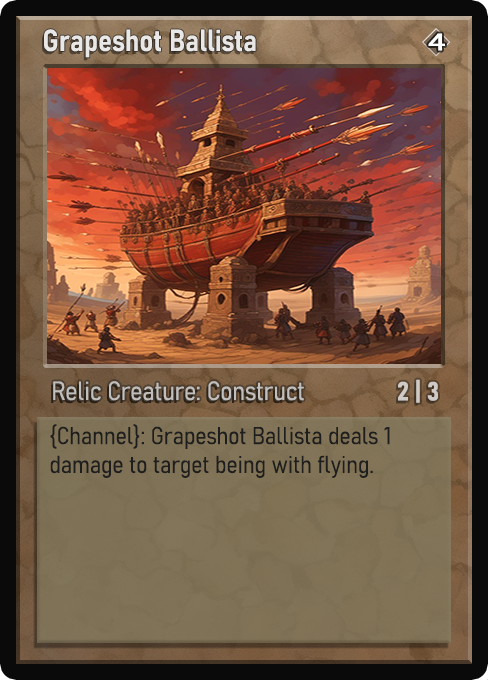 Grapeshot Ballista 4
Relic Creature: Construct 2|3
{Channel}: Grapeshot Ballista deals 1
damage to target being with flying.